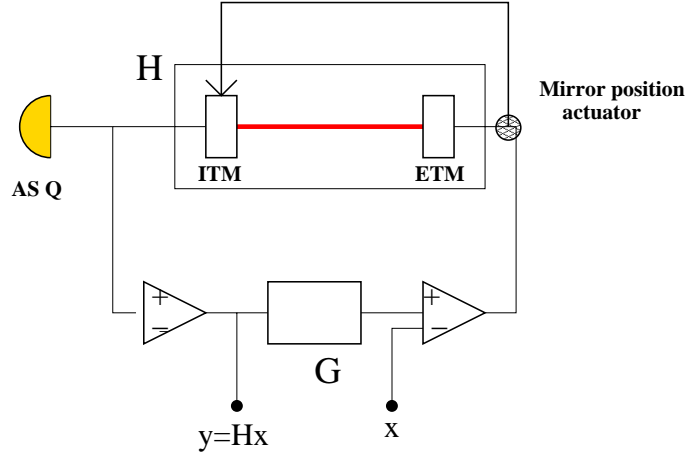 H
Mirror position
actuator
AS Q
ITM
ETM
+
−
+
−
G
y=Hx
x